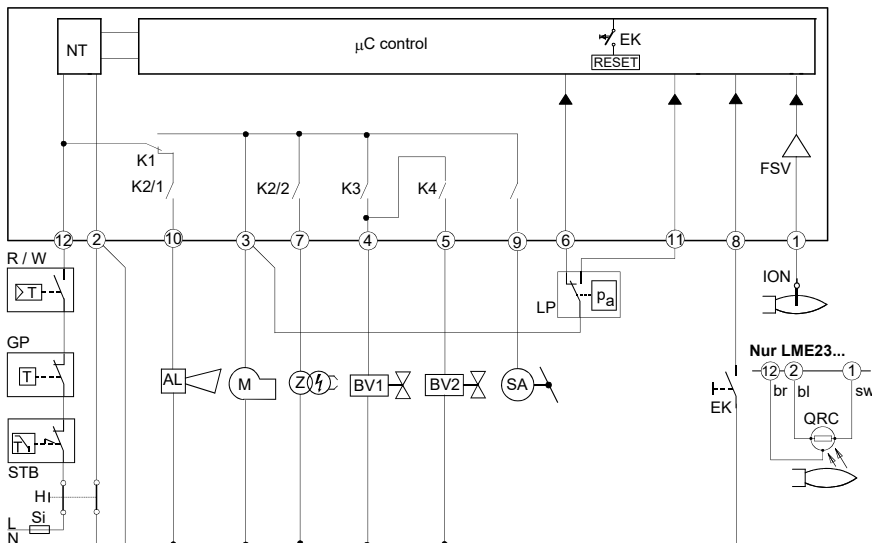 NT
µC control
EK
RESET
FSV
K1
K2/1
K2/2
K3
K4
12
2
10
3
7
4
5
9
6
11
8
1
R / W
T
GP
T
STB
T
H
L
Si
N
AL
M
Z
BV1
BV2
SA
LP
pa
EK
ION
Nur LME23...
12
2
1
br
bl
sw
QRC